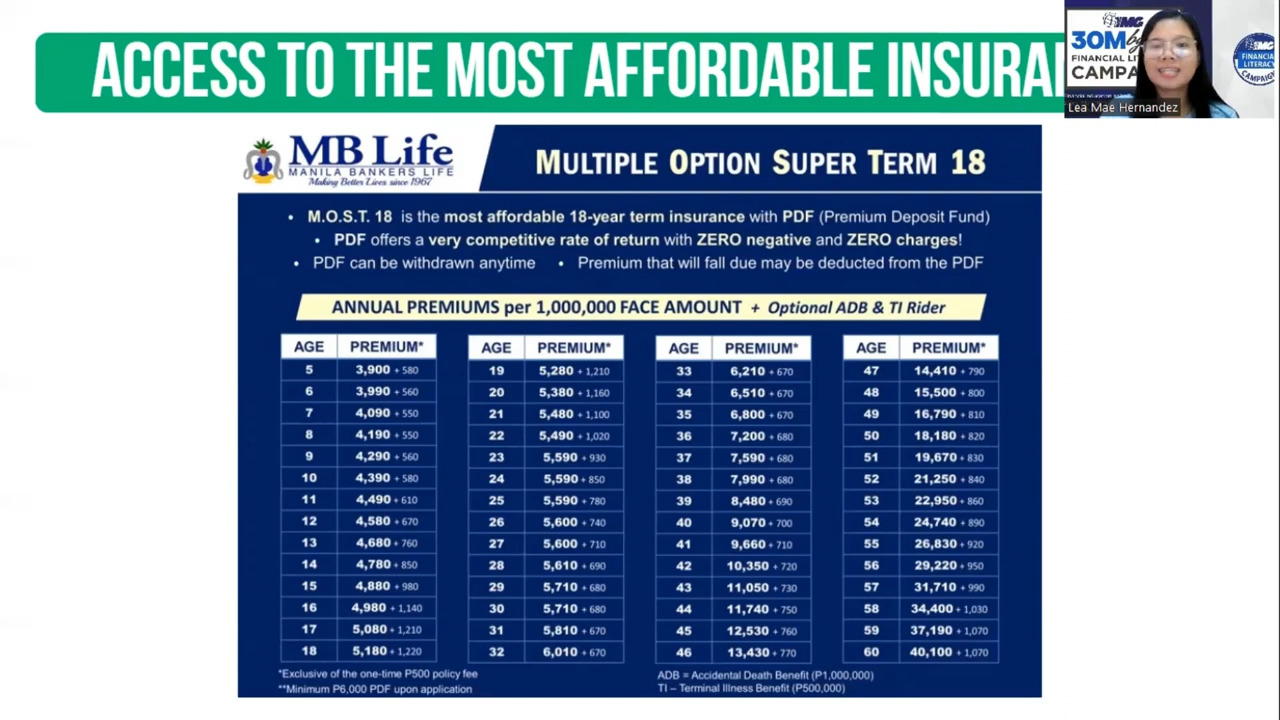 ACCESS TO THE MOST AFFORDABLE INSURA
IMG
30M by
FINANCIAL LI
CAMPA
IMG
FINANCIAL
LITERACY
CAMPAIGN
Lea Mae Hernandez
MB LIFE
MANILA BANKERS LIFE
Making Better Lives since 1967
MULTIPLE OPTION SUPER TERM 18
• M.O.S.T. 18 is the most affordable 18-year term insurance with PDF (Premium Deposit Fund)
• PDF offers a very competitive rate of return with ZERO negative and ZERO charges!
• PDF can be withdrawn anytime • Premium that will fall due may be deducted from the PDF
ANNUAL PREMIUMS per 1,000,000 FACE AMOUNT + Optional ADB & TI Rider
AGE PREMIUM*
5 3,900 + 580
6 3,990 + 560
7 4,090 + 550
8 4,190 + 550
9 4,290 + 560
10 4,390 + 580
11 4,490 + 610
12 4,580 + 670
13 4,680 + 760
14 4,780 + 850
15 4,880 + 980
16 4,980 + 1,140
17 5,080 + 1,210
18 5,180 + 1,220
AGE PREMIUM*
19 5,280 + 1,210
20 5,380 + 1,160
21 5,480 + 1,100
22 5,490 + 1,020
23 5,590 + 930
24 5,590 + 850
25 5,590 + 780
26 5,600 + 740
27 5,600 + 710
28 5,610 + 690
29 5,710 + 680
30 5,710 + 680
31 5,810 + 670
32 6,010 + 670
AGE PREMIUM*
33 6,210 + 670
34 6,510 + 670
35 6,800 + 670
36 7,200 + 680
37 7,590 + 680
38 7,990 + 680
39 8,480 + 690
40 9,070 + 700
41 9,660 + 710
42 10,350 + 720
43 11,050 + 730
44 11,740 + 750
45 12,530 + 760
46 13,430 + 770
AGE PREMIUM*
47 14,410 + 790
48 15,500 + 800
49 16,790 + 810
50 18,180 + 820
51 19,670 + 830
52 21,250 + 840
53 22,950 + 860
54 24,740 + 890
55 26,830 + 920
56 29,220 + 950
57 31,710 + 990
58 34,400 + 1,030
59 37,190 + 1,070
60 40,100 + 1,070
*Exclusive of the one-time P500 policy fee
**Minimum P6,000 PDF upon application
ADB = Accidental Death Benefit (P1,000,000)
TI – Terminal Illness Benefit (P500,000)